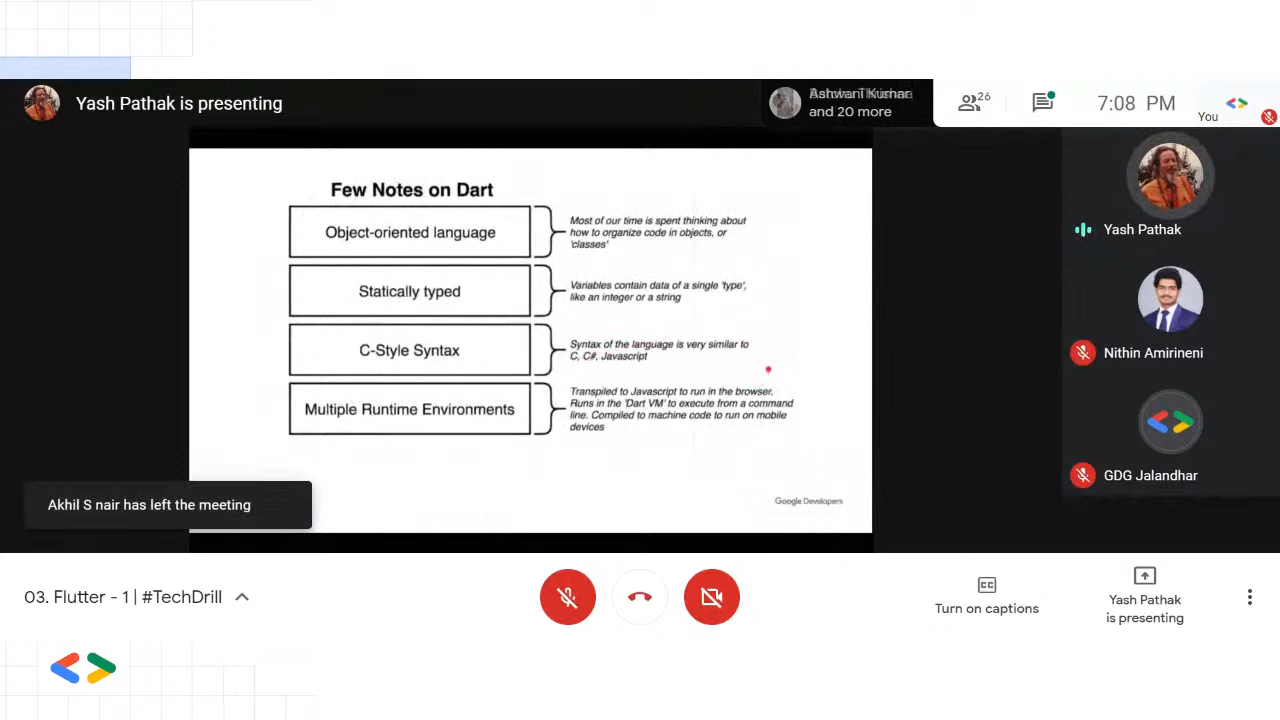 Yash Pathak is presenting
and 20 more
26
7:08 PM
You
Few Notes on Dart
Object-oriented language
Most of our time is spent thinking about
how to organize code in objects, or
'classes'
Statically typed
Variables contain data of a single 'type',
like an integer or a string
C-Style Syntax
Syntax of the language is very similar to
C, C#, Javascript
Multiple Runtime Environments
Transpiled to Javascript to run in the browser.
Runs in the 'Dart VM' to execute from a command
line. Compiled to machine code to run on mobile
devices
Google Developers
Yash Pathak
Nithin Amirineni
GDG Jalandhar
Akhil S nair has left the meeting
03. Flutter - 1 | #TechDrill
CC
Turn on captions
Yash Pathak
is presenting